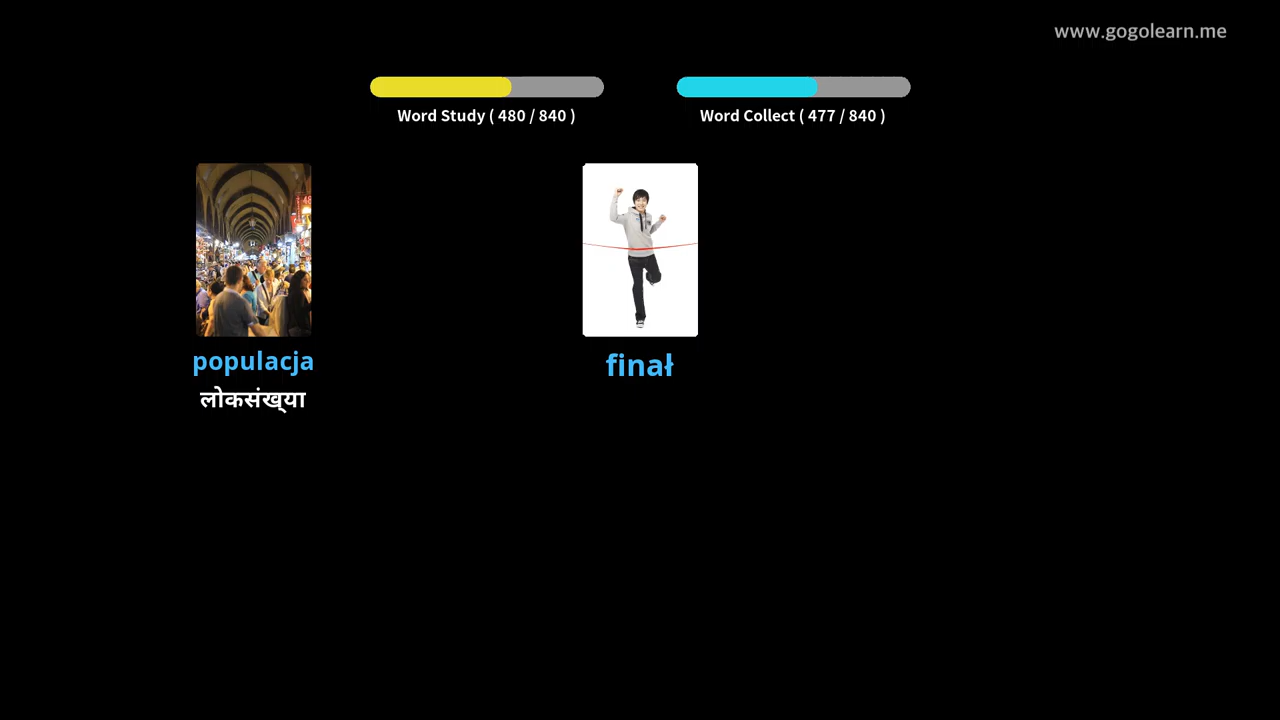 www.gogolearn.me
Word Study ( 480 / 840 )
Word Collect ( 477 / 840 )
populacja
लोकसंख्या
finał